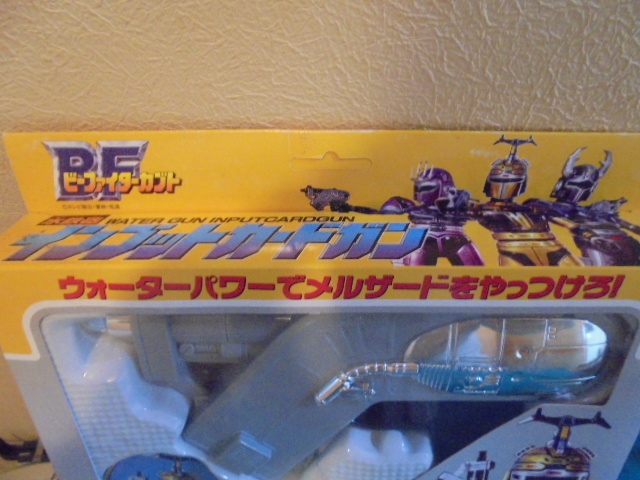 B.F.
ビーファイターカブト
WATER GUN INPUTCARDGUN
インプットカードガン
ウォーターパワーでメルザードをやっつけろ!